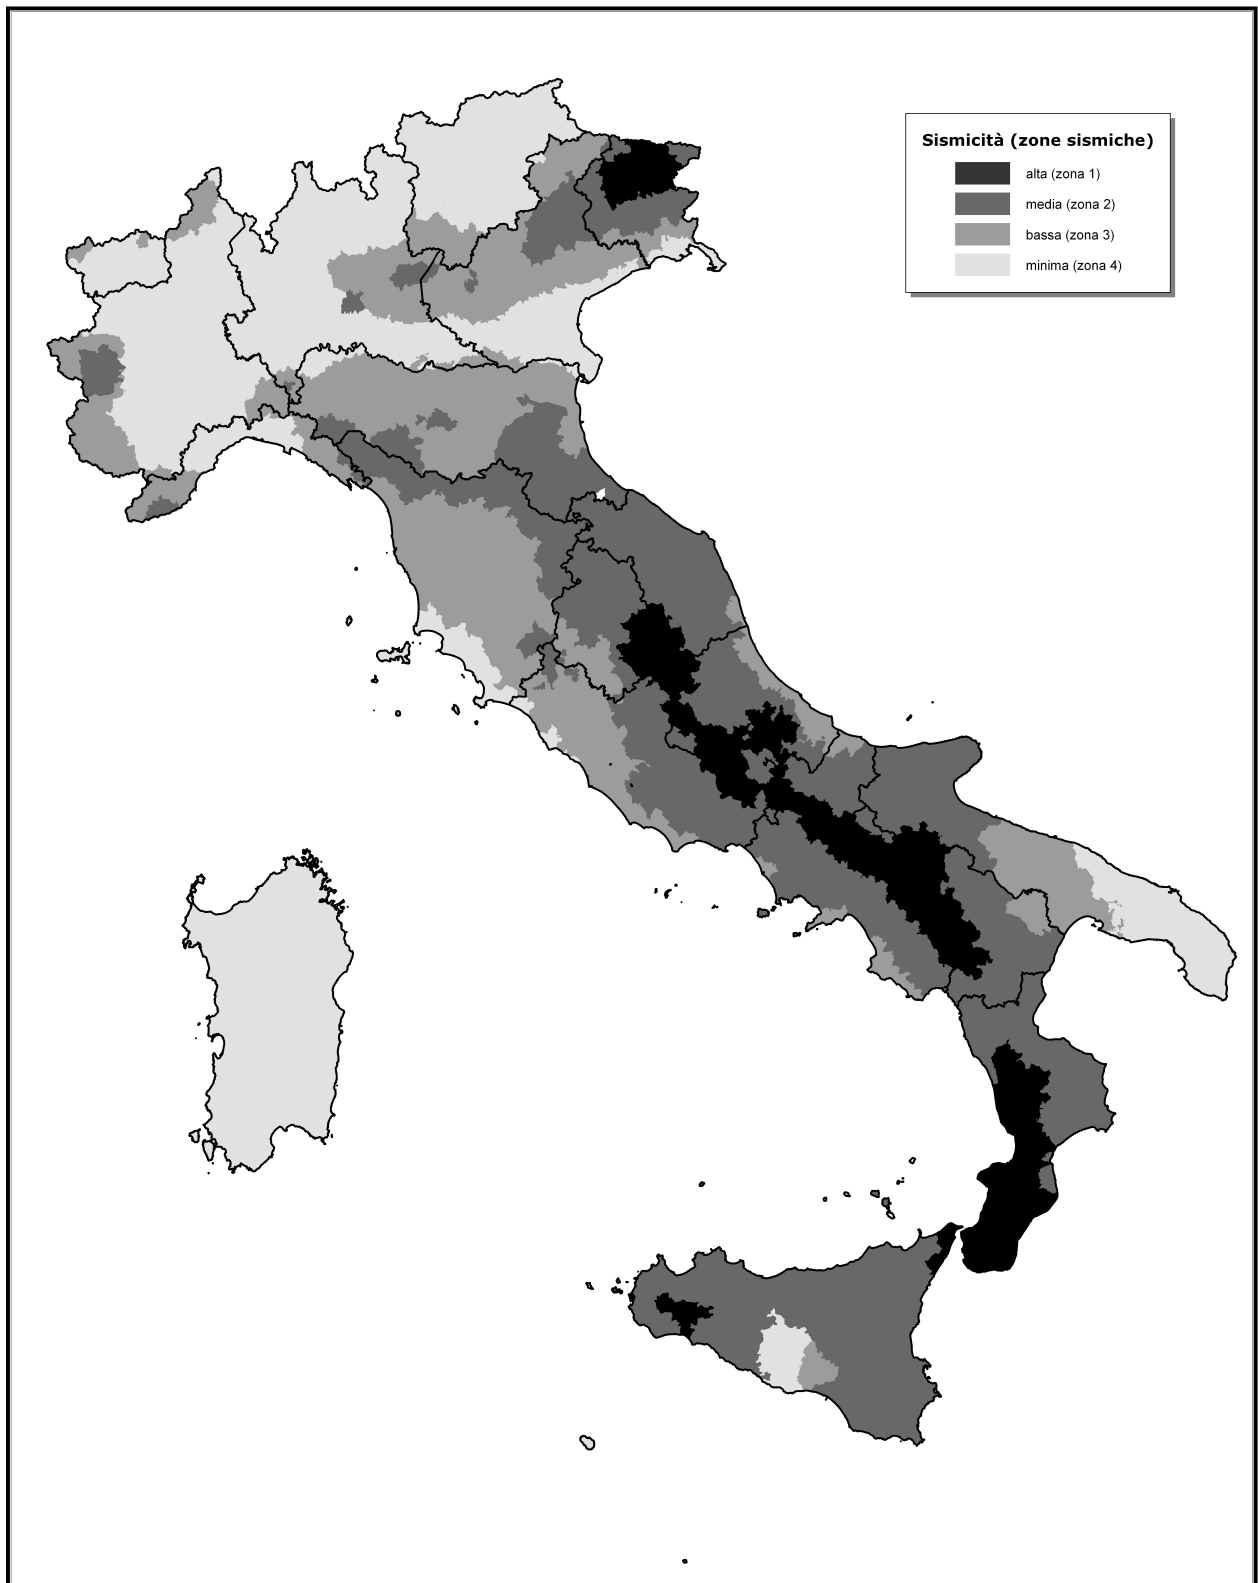 Sismicità (zone sismiche)
alta (zona 1)
media (zona 2)
bassa (zona 3)
minima (zona 4)